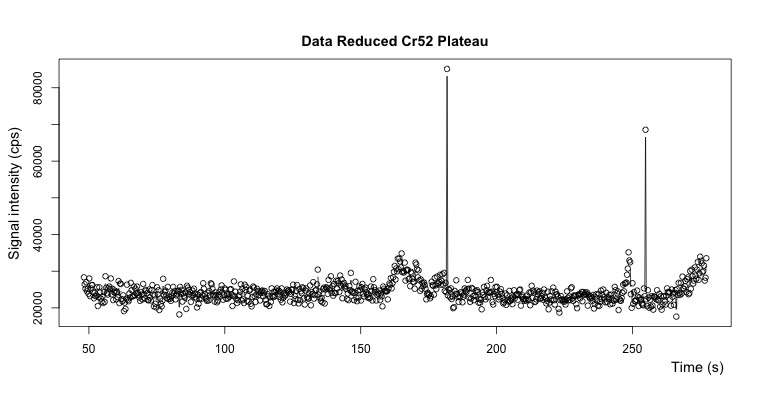 Data Reduced Cr52 Plateau
Signal intensity (cps)
80000
60000
40000
20000
50 100 150 200 250
Time (s)